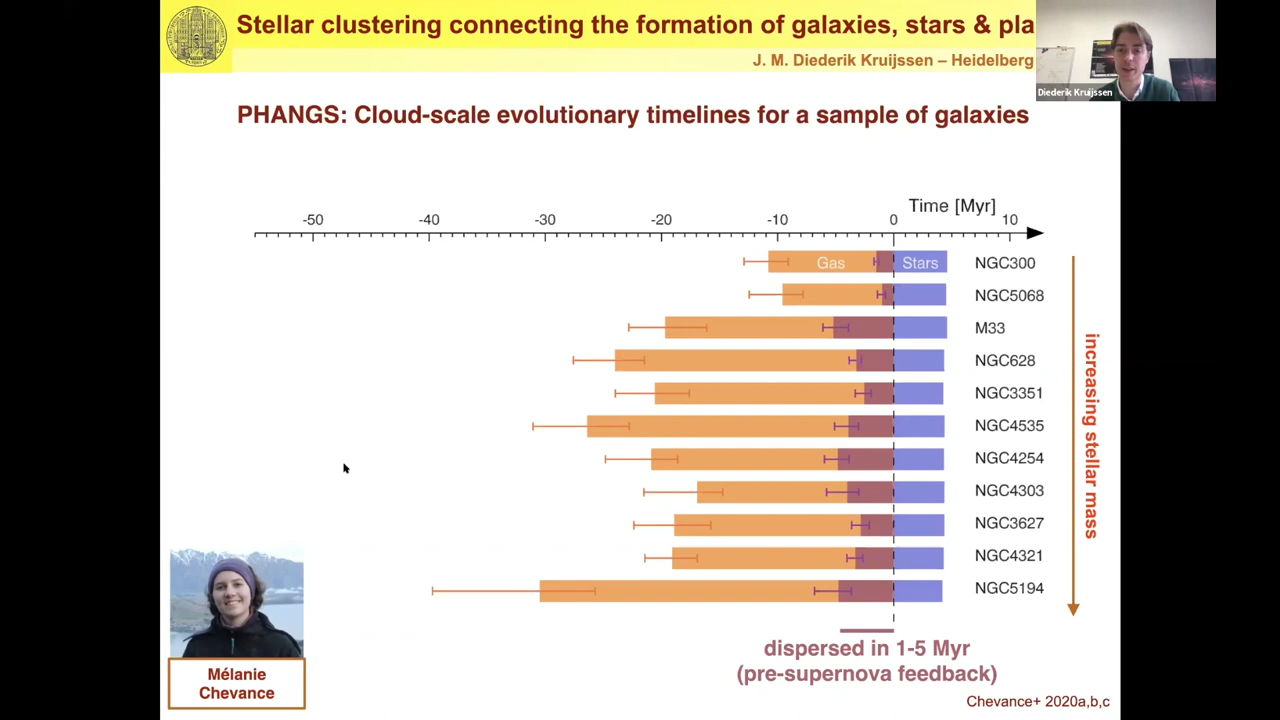 Stellar clustering connecting the formation of galaxies, stars & pla
J. M. Diederik Kruijssen – Heidelberg
Diederik Kruijssen
PHANGS: Cloud-scale evolutionary timelines for a sample of galaxies
Time [Myr]
-50 -40 -30 -20 -10 0 10
Gas Stars NGC300
NGC5068
M33
NGC628
NGC3351
NGC4535
NGC4254
NGC4303
NGC3627
NGC4321
NGC5194
increasing stellar mass
dispersed in 1-5 Myr
(pre-supernova feedback)
Mélanie
Chevance
Chevance+ 2020a,b,c